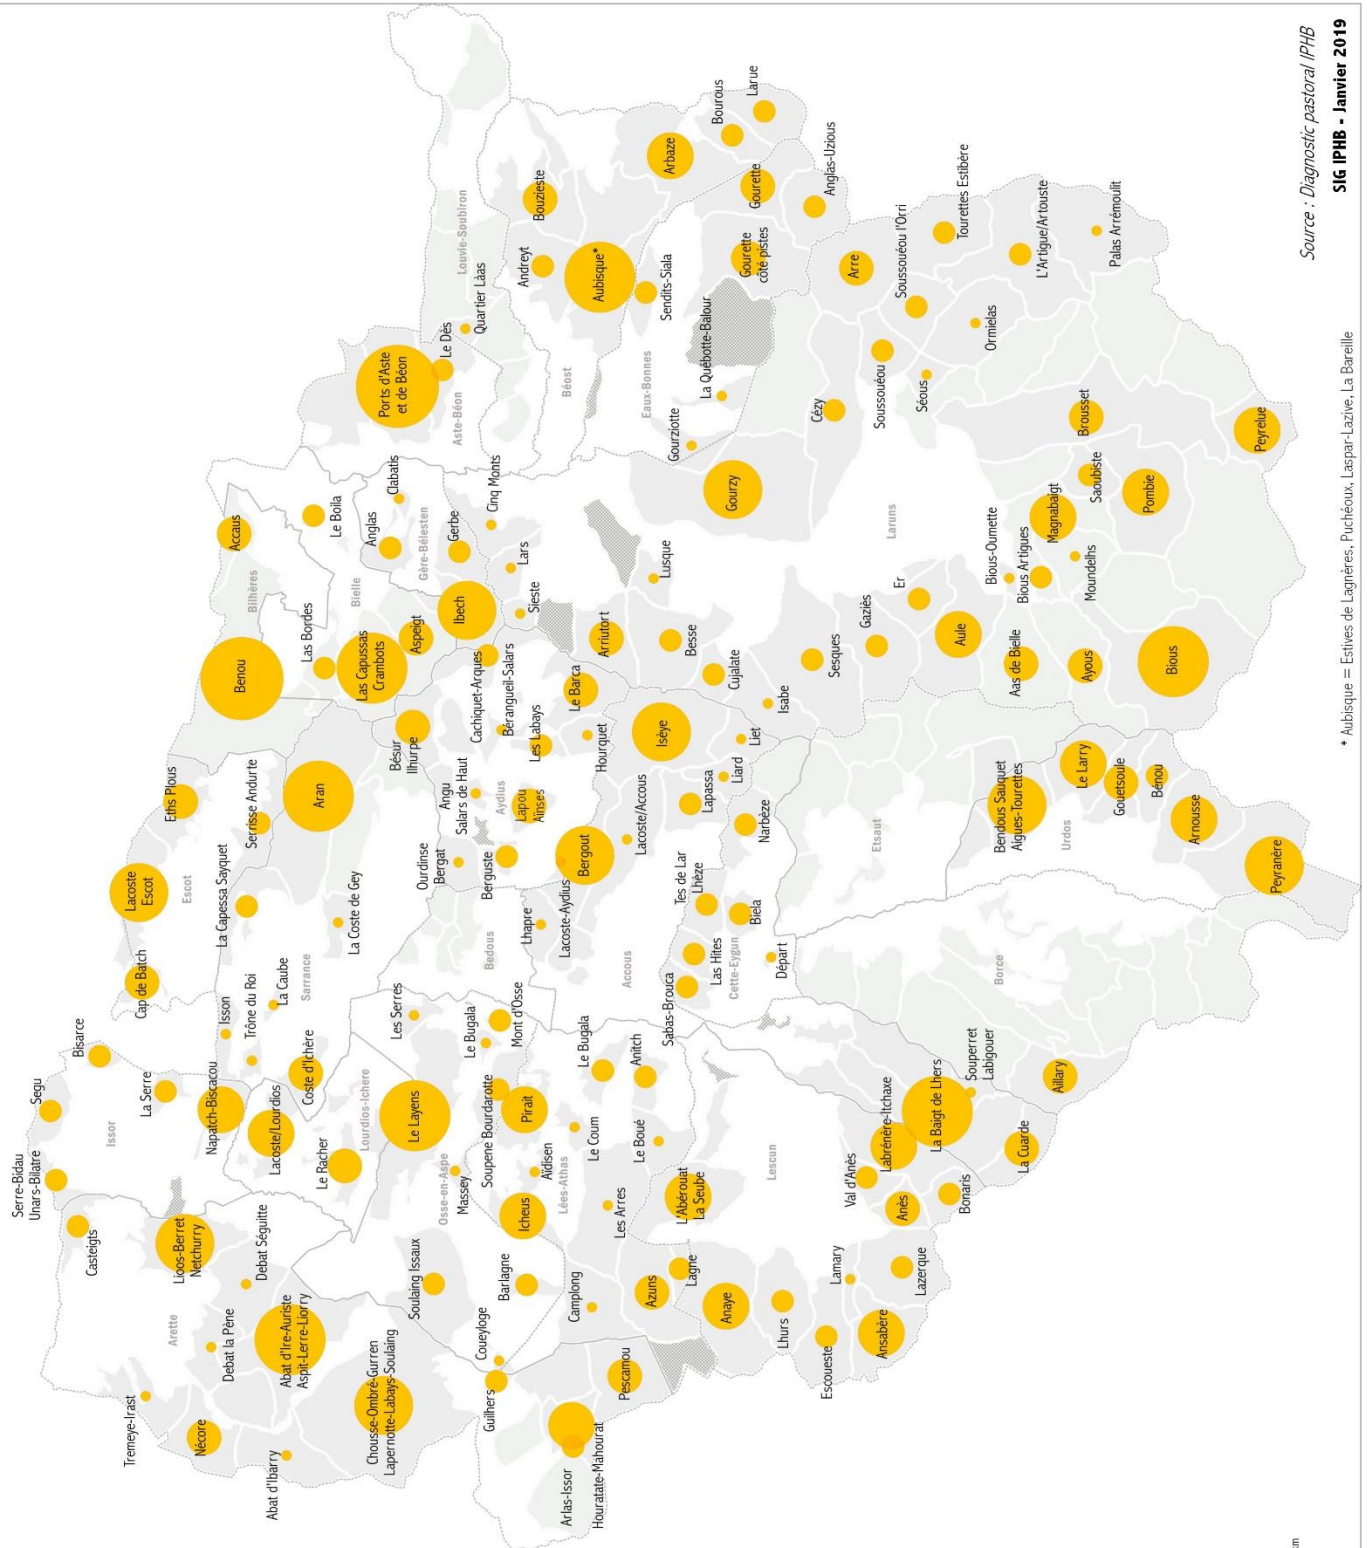 Source : Diagnostic pastoral IPHB
SIG IPHB - Janvier 2019
* Aubisque = Estives de Lagnères, Puchéoux, Laspar-Lazive, La Bareille
cm
Tremeye-Irast
Nécore
Abat d'Ibarry
Debat la Pène
Debat Séguitte
Arette
Abat d'Ire-Auriste
Aspit-Lerre-Liorry
Chousse-Ombré-Gurren
Lapernotte-Labays-Soulaing
Casteigts
Serre-Bidau
Unars-Bilatre
Lioos-Berret
Netchurry
Segu
Bisarce
Issor
La Serre
Napatch-Biscacou
Isson
Trône du Roi
La Caube
Sarrance
Coste d'Ichère
Lacoste/Lourdios
Le Racher
Lourdios-Ichere
Le Layens
Les Serres
Osse-en-Aspe
Massey
Soulaing Issaux
Barlagne
Coueyloge
Guilhers
Arlas-Issor
Houratate-Mahourat
Pescamou
Camplong
Icheus
Aïdisen
Lées-Athas
Les Arres
Le Coum
Le Boué
Soupene Bourdarotte
Pirait
Le Bugala
Mont d'Osse
Le Bugala
Anitch
L'Abérouat
La Seube
Azuns
Lagne
Anaye
Lhurs
Escoueste
Lamary
Ansabère
Lazerque
Lescun
Val d'Anès
Anès
Bonaris
Labrénère-Itchaxe
La Baigt de Lhers
Souperret
Labigouer
La Cuarde
Aillary
Borce
Cap de Batch
Lacoste
Escot
Escot
Eths Plous
La Capessa Sayquet
Serrisse Andurte
La Coste de Gey
Aran
Bésur
Ilhurpe
Ourdinse
Bergat
Angu
Salars de Haut
Aydius
Berguste
Lapou
Aïnses
Les Labays
Cachiquet-Arques
Bérangueil-Salars
Le Barca
Hourquet
Bedous
Lhapre
Lacoste-Aydius
Bergout
Lacoste/Accous
Accous
Isèye
Lapassa
Liard
Liet
Narbèze
Tes de Lar
Lhèze
Biela
Las Hites
Cette-Eygun
Sabas-Brouca
Départ
Etsaut
Bendous Sauquet
Aigues-Tourettes
Urdos
Le Larry
Gouetsoule
Bénou
Arnousse
Peyranère
Benou
Bilhères
Accaus
Las Bordes
Bielle
Le Boila
Las Capussas
Crambots
Aspeigt
Ibech
Anglas
Clabatis
Gère-Bélesten
Gerbe
Cinq Monts
Lars
Sieste
Arriutort
Besse
Lusque
Cujalate
Isabe
Sesques
Gaziès
Er
Aule
Aas de Bielle
Ayous
Bious
Bious-Oumette
Bious Artigues
Moundelhs
Magnabaigt
Saoubiste
Pombie
Brousset
Peyrelue
Laruns
Gourzy
Gourziotte
La Québotte-Balour
Cézy
Soussouéou
Séous
Soussouéou l'Orri
Ormielas
Arre
Tourettes Estibère
L'Artigue/Artouste
Palas Arrémoulit
Ports d'Aste
et de Béon
Le Dès
Aste-Béon
Quartier Làas
Louvie-Soubiron
Andreyt
Bouzieste
Aubisque*
Béost
Sendits-Siala
Eaux-Bonnes
Arbaze
Bourous
Larue
Gourette
Gourette
côté pistes
Anglas-Uzious